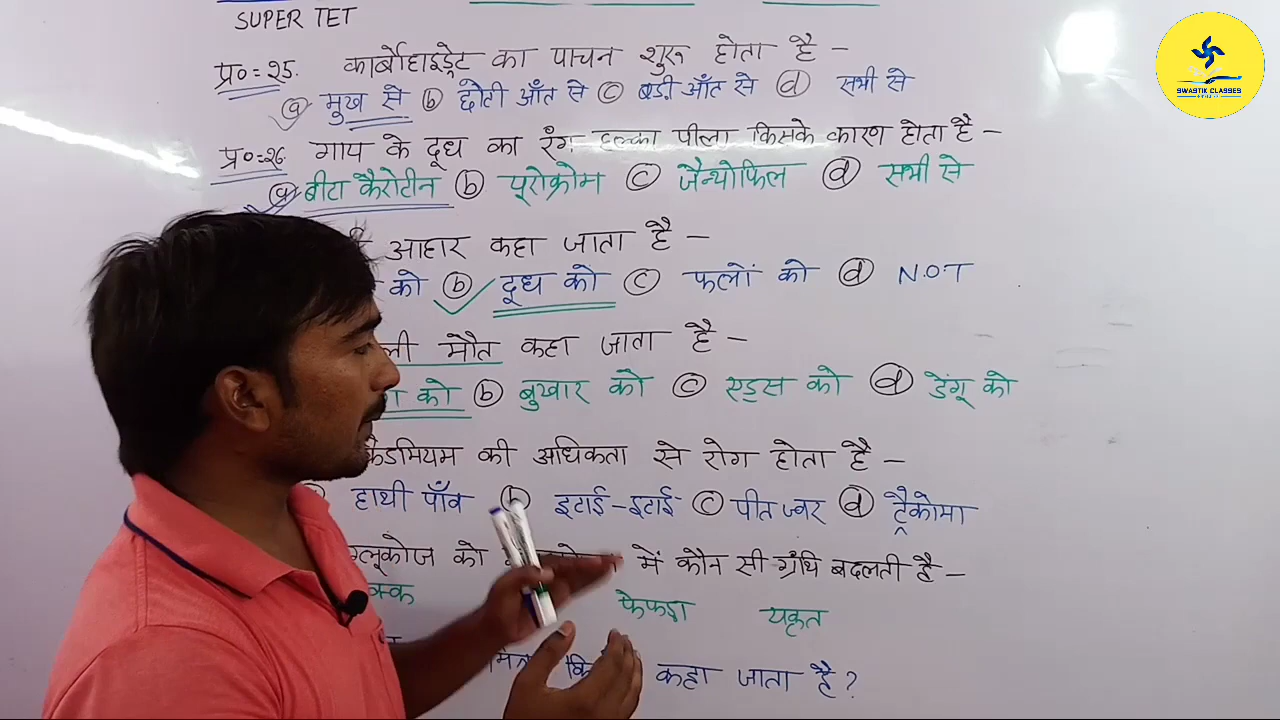 SUPER TET
SWASTIK CLASSES
प्र०=25. कार्बोहाइड्रेट का पाचन शुरू होता है –
ⓐ मुख से ⓑ छोती आँत से ⓒ बडी आँत से ⓓ सभी से
प्र०=26. गाय के दूध का रंग हल्का पीला किसके कारण होता है –
ⓐ बीटा कैरोटीन ⓑ यूरोक्रोम ⓒ जैन्थोफिल ⓓ सभी से
आहार कहा जाता है –
को ⓑ दूध को ⓒ फलों को ⓓ N.O.T
ली मौत कहा जाता है –
को ⓑ बुखार को ⓒ एड्स को ⓓ डेंगू को
कैडमियम की अधिकता से रोग होता है –
हाथी पाँव ⓑ इटाई-इटाई ⓒ पीत ज्वर ⓓ ट्रैकोमा
ग्लूकोज को में कौन सी ग्रंथि बदलती है –
क्क फेफडा यकृत
कहा जाता है?